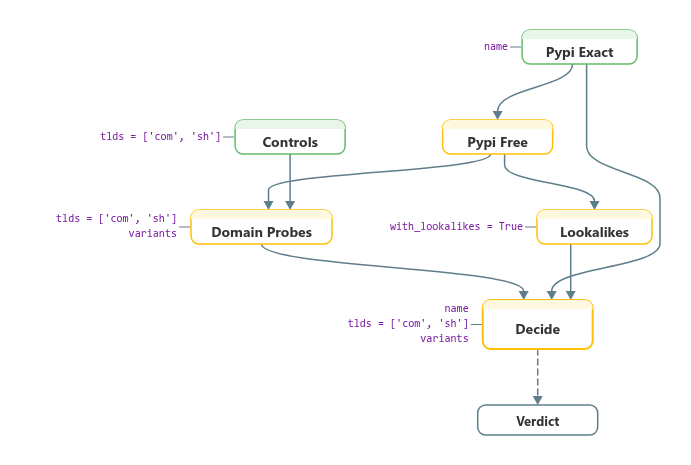 name
Pypi Exact
tlds = ['com', 'sh']
Controls
Pypi Free
tlds = ['com', 'sh']
variants
Domain Probes
with_lookalikes = True
Lookalikes
name
tlds = ['com', 'sh']
variants
Decide
Verdict